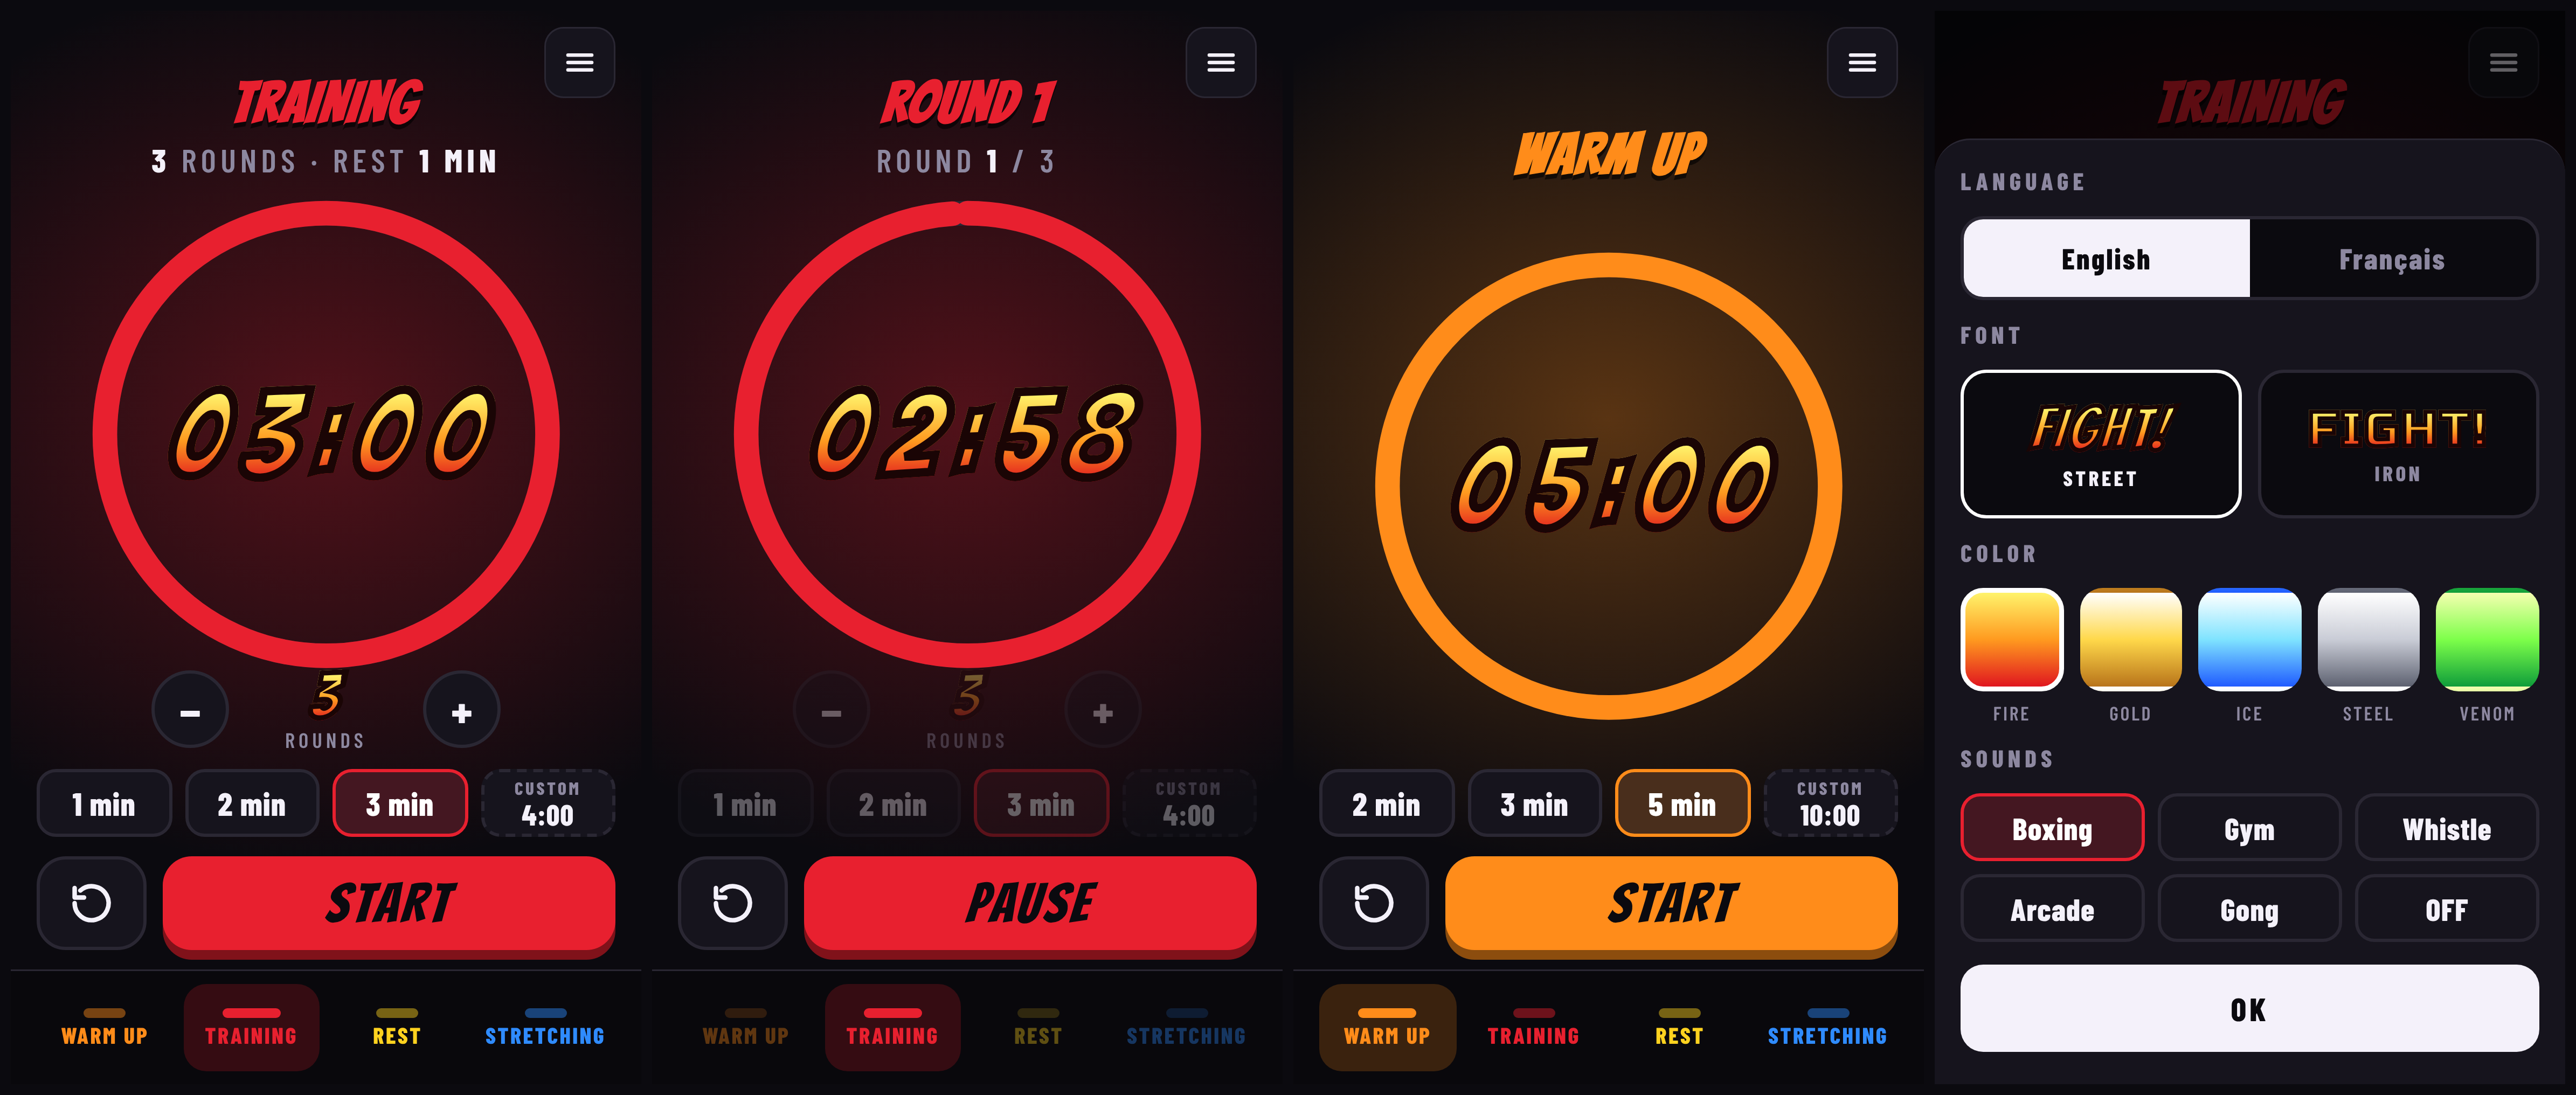 TRAINING
3 ROUNDS · REST 1 MIN
03:00
− 3 +
ROUNDS
1 min 2 min 3 min CUSTOM 4:00
START
WARM UP TRAINING REST STRETCHING
ROUND 1
ROUND 1 / 3
02:58
− 3 +
ROUNDS
1 min 2 min 3 min CUSTOM 4:00
PAUSE
WARM UP TRAINING REST STRETCHING
WARM UP
05:00
2 min 3 min 5 min CUSTOM 10:00
START
WARM UP TRAINING REST STRETCHING
TRAINING
LANGUAGE
English Français
FONT
FIGHT! FIGHT!
STREET IRON
COLOR
FIRE GOLD ICE STEEL VENOM
SOUNDS
Boxing Gym Whistle
Arcade Gong OFF
OK